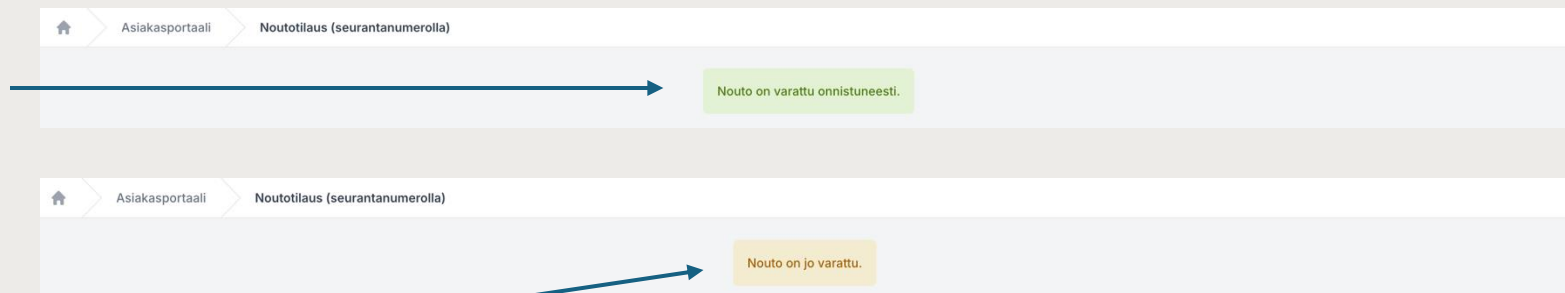 Asiakasportaali Noutotilaus (seurantanumerolla)
Nouto on varattu onnistuneesti.
Asiakasportaali Noutotilaus (seurantanumerolla)
Nouto on jo varattu.